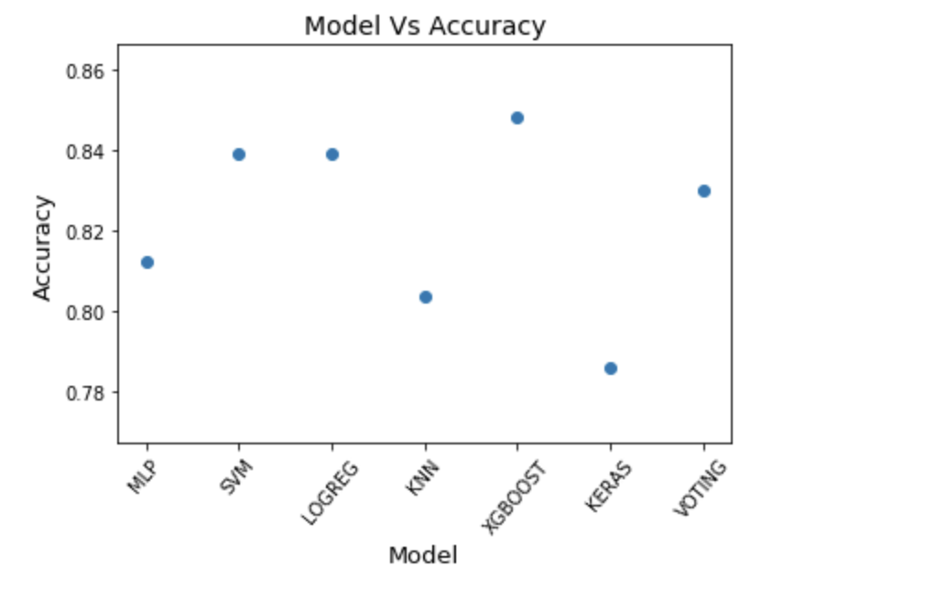 Model Vs Accuracy
0.86
0.84
0.82
0.80
0.78
Accuracy
MLP
SVM
LOGREG
KNN
XGBOOST
KERAS
VOTING
Model